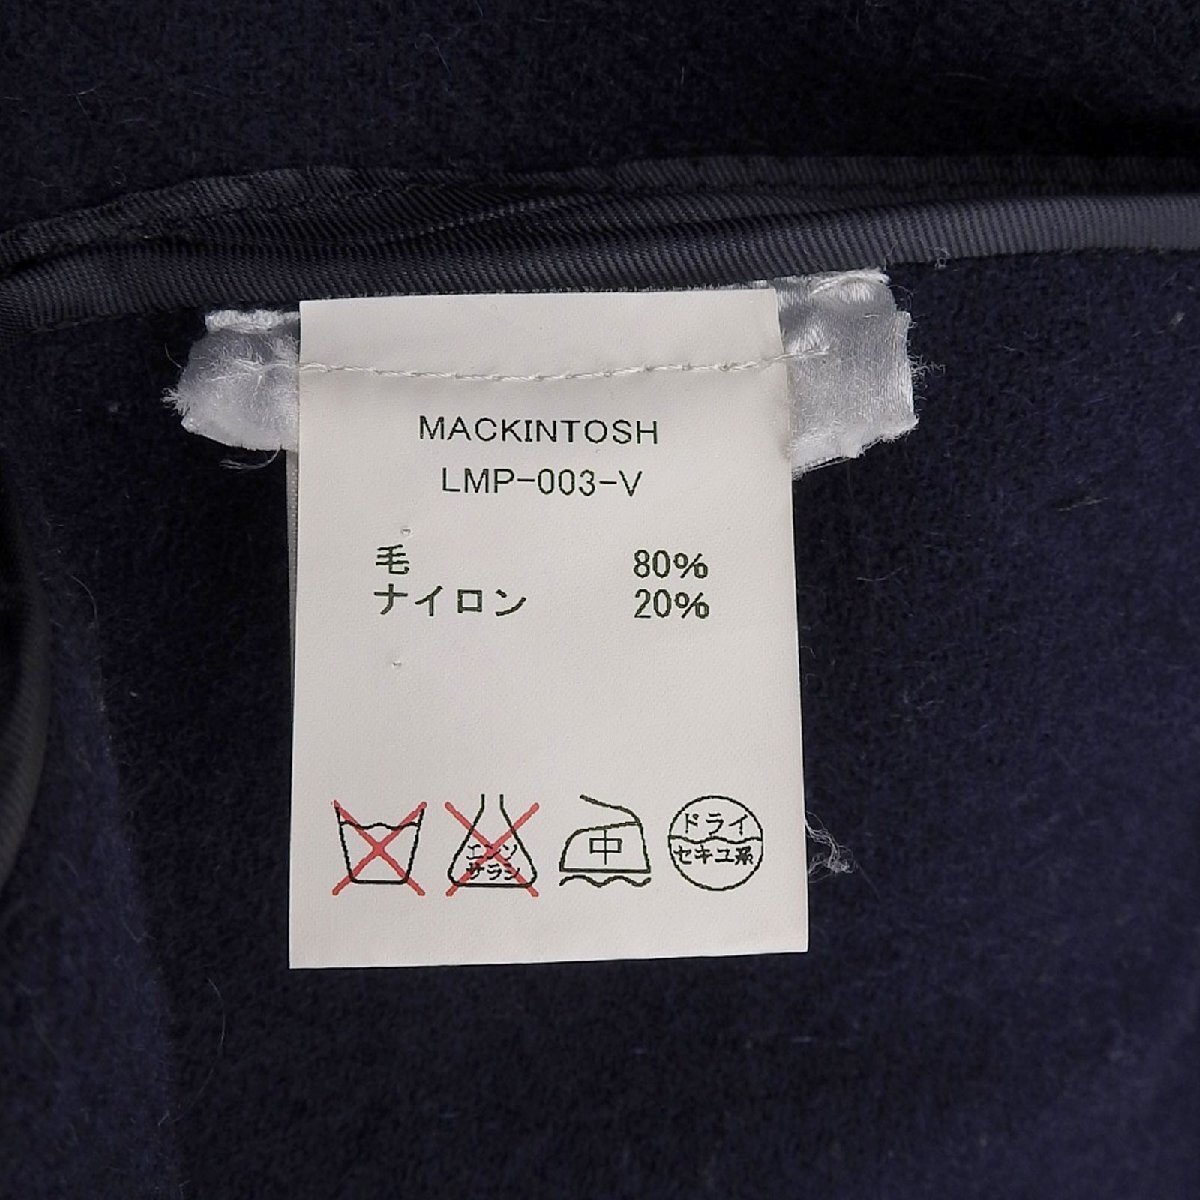 MACKINTOSH
LMP-003-V
毛 80%
ナイロン 20%
エンソ
サラシ
中
ドライ
セキユ系